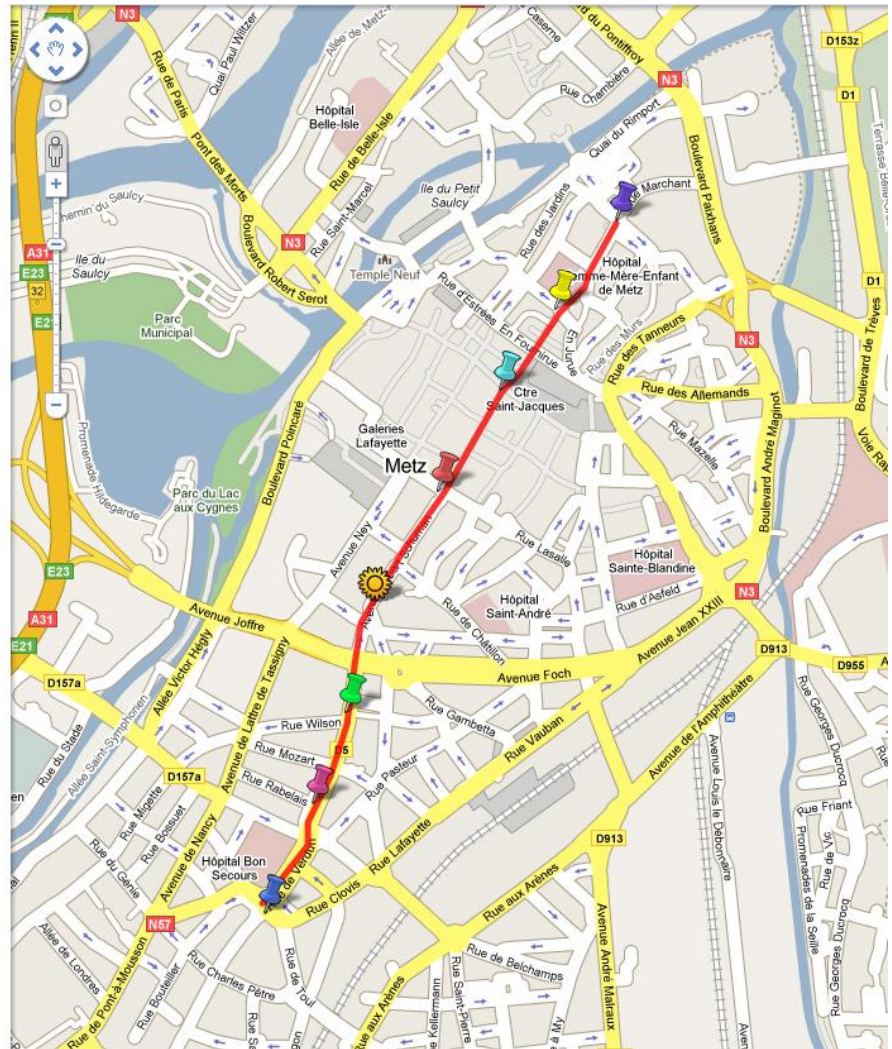 N3
N3
D153z
Rue de Paris
Quai Paul Wiltzer
Rue Chambière
N3
D1
Hôpital
Belle-Isle
Rue de Belle-Isle
Quai du Rimport
Pont des Morts
Boulevard Paixhans
Ile du Petit
Saulcy
Rue des Jardins
Rue Marchant
Rue Saint-Marcel
Chemin du Saulcy
N3
Ile du
Saulcy
A31
E23
32
Temple Neuf
Hôpital
Femme-Mère-Enfant
de Metz
D1
Boulevard Robert Serot
Rue d'Estrées
En Fournirue
En Jurue
Rue des Murs
Rue des Tanneurs
N3
Boulevard de Trèves
Parc
Municipal
Ctre
Saint-Jacques
Rue des Allemands
Galeries
Lafayette
Metz
Boulevard Poincaré
Rue Mazelle
Boulevard André Maginot
Promenade Hildegarde
Parc du Lac
aux Cygnes
Avenue Ney
Rue Lasalle
Hôpital
Sainte-Blandine
E23
A31
E21
Rue d'Asfeld
N3
Hôpital
Saint-André
Rue de Châtillon
Avenue Joffre
Avenue Jean XXIII
D913
D955
Avenue Foch
D157a
Allée Victor Hégly
Avenue de Lattre de Tassigny
Rue Wilson
Rue Gambetta
Rue Vauban
Avenue de l'Amphithéâtre
Rue Georges Ducrocq
Allée Saint-Symphorien
Rue du Stade
Rue Mozart
D5
Rue Pasteur
Avenue Louis le Débonnaire
D157a
Rue Rabelais
Rue Migette
Rue Bossuet
Rue Friant
Rue Lafayette
D913
Rue de Vic
Avenue de Nancy
Hôpital Bon
Secours
Rue de Verdun
Rue du Génie
Rue Clovis
Rue aux Arènes
Promenades de la Seille
Rue Georges Ducrocq
N57
Allée de Londres
Rue de Pont-à-Mousson
Rue Bouteiller
Rue Charles Pêtre
Rue de Toul
Rue de Belchamps
Avenue André Malraux
Rue aux Arènes
Rue Kellermann
Rue Saint-Pierre